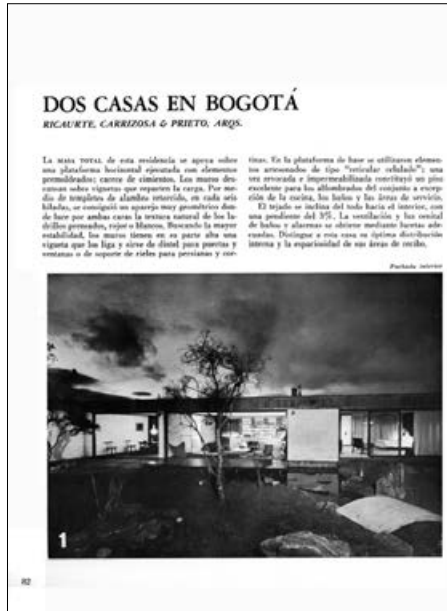 DOS CASAS EN BOGOTÁ
RICAURTE, CARRIZOSA & PRIETO, ARQS.
LA MASA TOTAL de esta residencia se apoya sobre
una plataforma horizontal ejecutada con elementos
premoldeados; carece de cimientos. Los muros des-
cansan sobre viguetas que reparten la carga. Por me-
dio de templetes de alambre retorcido, en cada seis
hiladas, se consiguió un aparejo muy geométrico don-
de luce por ambas caras la textura natural de los la-
drillos prensados, rojos o blancos. Buscando la mayor
estabilidad, los muros tienen en su parte alta una
vigueta que los liga y sirve de dintel para puertas y
ventanas o de soporte de rieles para persianas y cor-
tinas. En la plataforma de base se utilizaron elemen-
tos artesonados de tipo "reticular celulado"; una
vez revocada e impermeabilizada constituyó un piso
excelente para los alfombrados del conjunto a excep-
ción de la cocina, los baños y las áreas de servicio.
El tejado se inclina del todo hacia el interior, con
una pendiente del 3%. La ventilación y luz cenital
de baños y alacenas se obtiene mediante lucetas ade-
cuadas. Distingue a esta casa su óptima distribución
interna y la espaciosidad de sus áreas de recibo.
Fachada interior
1
82